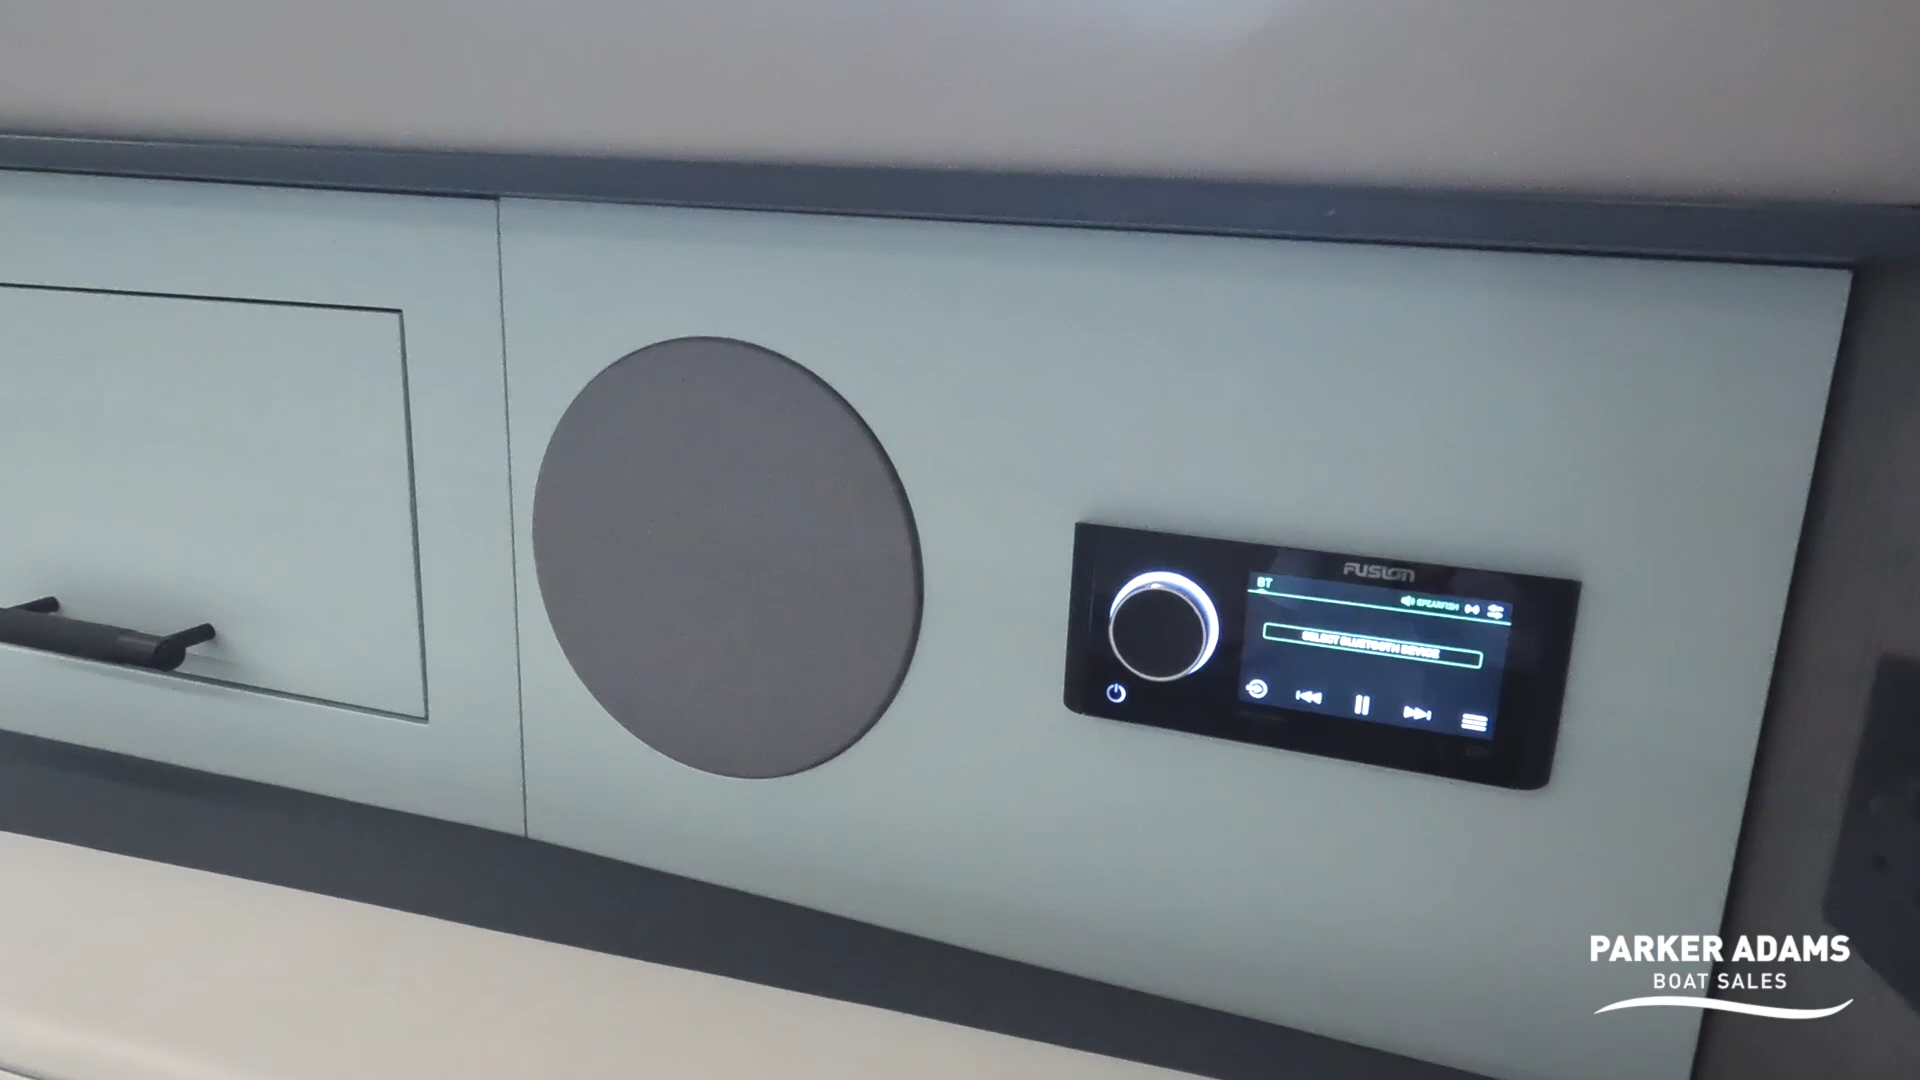 FUSION
BT
SPEARFISH
SELECT BLUETOOTH DEVICE
PARKER ADAMS
BOAT SALES